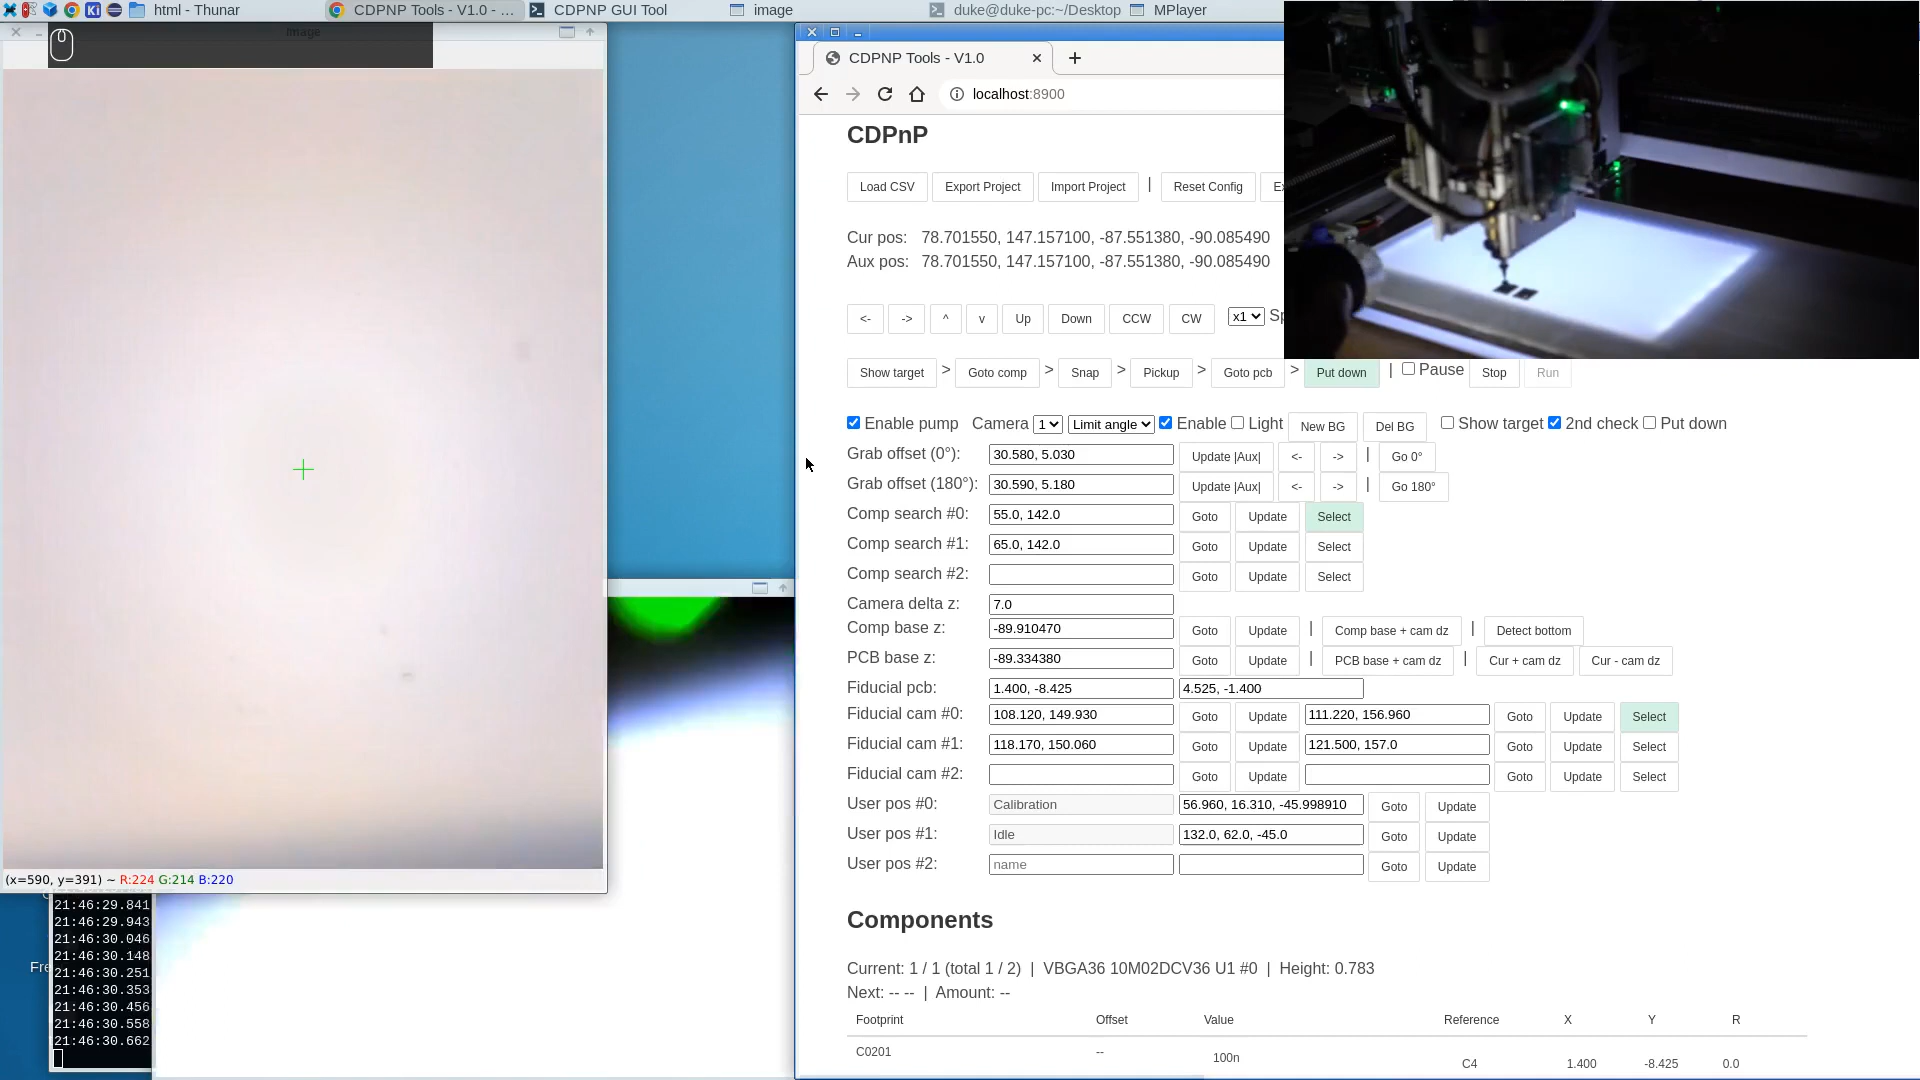 html - Thunar
CDPNP Tools - V1.0 - ...
CDPNP GUI Tool
image
duke@duke-pc:~/Desktop
MPlayer
image
CDPNP Tools - V1.0
localhost:8900
CDPnP
Load CSV Export Project Import Project | Reset Config
Cur pos: 78.701550, 147.157100, -87.551380, -90.085490
Aux pos: 78.701550, 147.157100, -87.551380, -90.085490
<- -> ^ v Up Down CCW CW x1
Show target > Goto comp > Snap > Pickup > Goto pcb > Put down | Pause Stop Run
Enable pump Camera 1 Limit angle Enable Light New BG Del BG Show target 2nd check Put down
Grab offset (0°): 30.580, 5.030 Update |Aux| <- -> | Go 0°
Grab offset (180°): 30.590, 5.180 Update |Aux| <- -> | Go 180°
Comp search #0: 55.0, 142.0 Goto Update Select
Comp search #1: 65.0, 142.0 Goto Update Select
Comp search #2: Goto Update Select
Camera delta z: 7.0
Comp base z: -89.910470 Goto Update | Comp base + cam dz | Detect bottom
PCB base z: -89.334380 Goto Update | PCB base + cam dz | Cur + cam dz Cur - cam dz
Fiducial pcb: 1.400, -8.425 4.525, -1.400
Fiducial cam #0: 108.120, 149.930 Goto Update 111.220, 156.960 Goto Update Select
Fiducial cam #1: 118.170, 150.060 Goto Update 121.500, 157.0 Goto Update Select
Fiducial cam #2: Goto Update Goto Update Select
User pos #0: Calibration 56.960, 16.310, -45.998910 Goto Update
User pos #1: Idle 132.0, 62.0, -45.0 Goto Update
User pos #2: name Goto Update
Components
Current: 1 / 1 (total 1 / 2) | VBGA36 10M02DCV36 U1 #0 | Height: 0.783
Next: -- -- | Amount: --
Footprint Offset Value Reference X Y R
C0201 -- 100n C4 1.400 -8.425 0.0
(x=590, y=391) ~ R:224 G:214 B:220
21:46:29.841
21:46:29.943
21:46:30.046
21:46:30.148
21:46:30.251
21:46:30.353
21:46:30.456
21:46:30.558
21:46:30.662
Fre